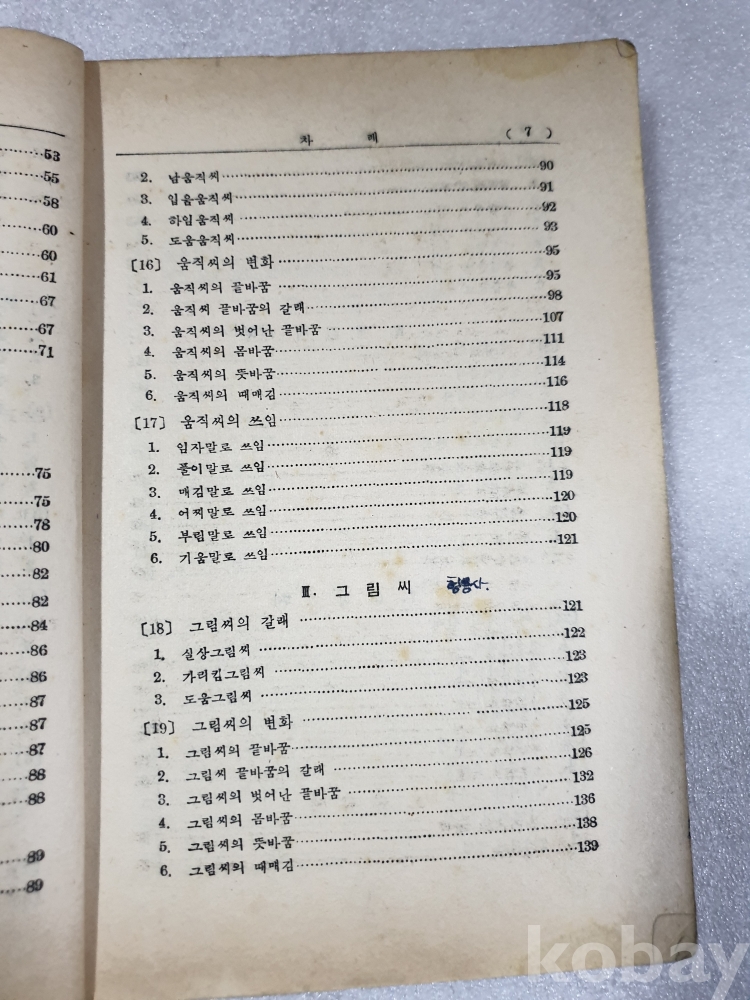 53
55
58
60
60
61
67
67
71
75
75
78
80
82
82
84
86
86
87
87
87
88
88
89
89
차 례 ( 7 )
2. 남움직씨 90
3. 입음움직씨 91
4. 하임움직씨 92
5. 도움움직씨 93
〔16〕 움직씨의 변화 95
1. 움직씨의 끝바꿈 95
2. 움직씨 끝바꿈의 갈래 98
3. 움직씨의 벗어난 끝바꿈 107
4. 움직씨의 몸바꿈 111
5. 움직씨의 뜻바꿈 114
6. 움직씨의 때매김 116
〔17〕 움직씨의 쓰임 118
1. 임자말로 쓰임 119
2. 풀이말로 쓰임 119
3. 매김말로 쓰임 119
4. 어찌말로 쓰임 120
5. 부림말로 쓰임 120
6. 기움말로 쓰임 121
Ⅲ. 그 림 씨 형용사.
〔18〕 그림씨의 갈래 121
1. 실상그림씨 122
2. 가리킴그림씨 123
3. 도움그림씨 123
〔19〕 그림씨의 변화 125
1. 그림씨의 끝바꿈 125
2. 그림씨 끝바꿈의 갈래 126
3. 그림씨의 벗어난 끝바꿈 132
4. 그림씨의 몸바꿈 136
5. 그림씨의 뜻바꿈 138
6. 그림씨의 때매김 139
kobay